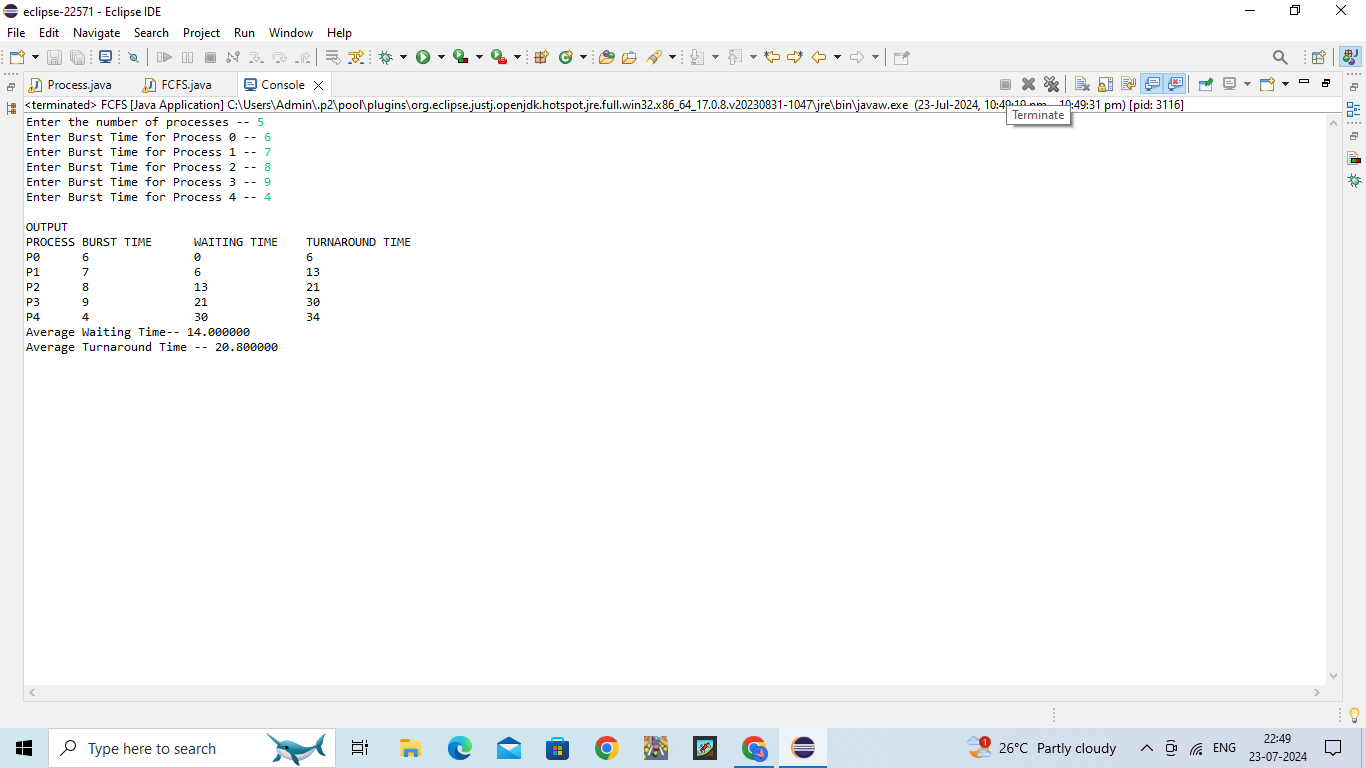 eclipse-22571 - Eclipse IDE
File Edit Navigate Search Project Run Window Help
Process.java FCFS.java Console
<terminated> FCFS [Java Application] C:\Users\Admin\.p2\pool\plugins\org.eclipse.justj.openjdk.hotspot.jre.full.win32.x86_64_17.0.8.v20230831-1047\jre\bin\javaw.exe (23-Jul-2024, 10:49:19 pm – 10:49:31 pm) [pid: 3116]
Terminate
Enter the number of processes -- 5
Enter Burst Time for Process 0 -- 6
Enter Burst Time for Process 1 -- 7
Enter Burst Time for Process 2 -- 8
Enter Burst Time for Process 3 -- 9
Enter Burst Time for Process 4 -- 4
OUTPUT
PROCESS BURST TIME WAITING TIME TURNAROUND TIME
P0 6 0 6
P1 7 6 13
P2 8 13 21
P3 9 21 30
P4 4 30 34
Average Waiting Time-- 14.000000
Average Turnaround Time -- 20.800000
Type here to search
1
26°C Partly cloudy
ENG
22:49
23-07-2024